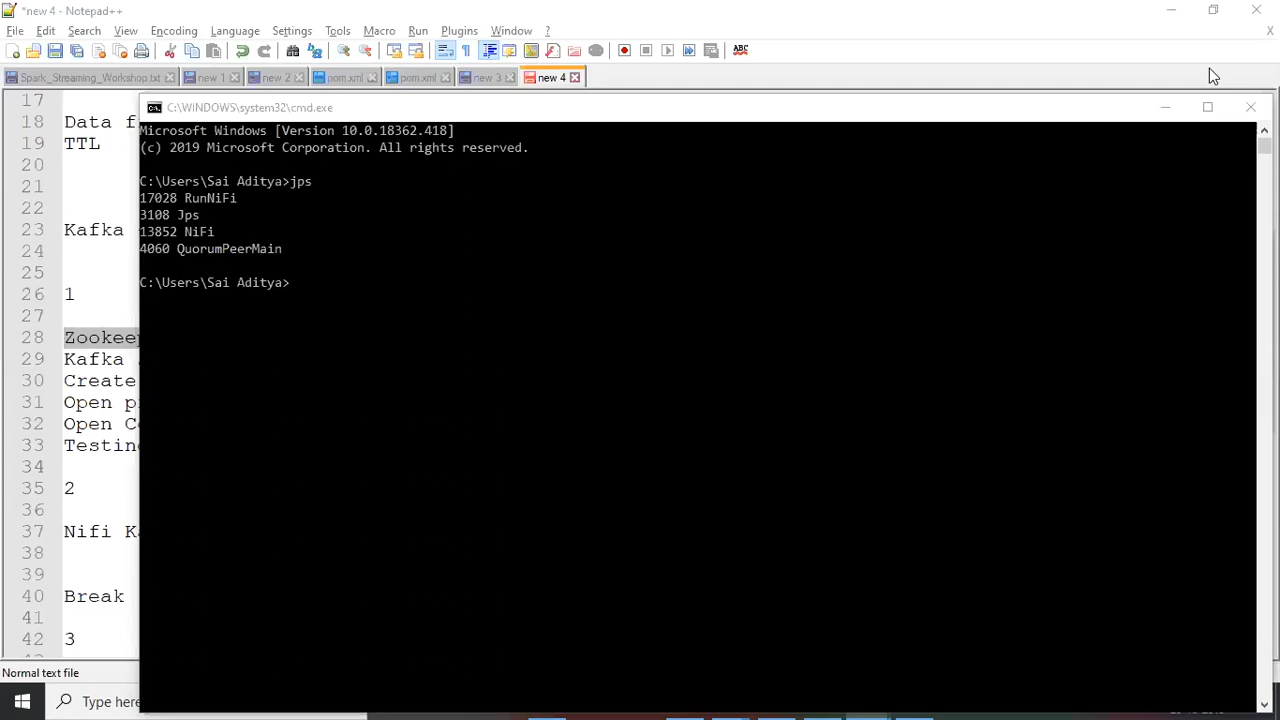 *new 4 - Notepad++
File Edit Search View Encoding Language Settings Tools Macro Run Plugins Window ?
Spark_Streaming_Workshop.txt new 1 new 2 pom.xml pom.xml new 3 new 4
17
18 Data f
19 TTL
20
21
22
23 Kafka
24
25
26 1
27
28 Zookee
29 Kafka
30 Create
31 Open p
32 Open C
33 Testin
34
35 2
36
37 Nifi K
38
39
40 Break
41
42 3
C:\WINDOWS\system32\cmd.exe
Microsoft Windows [Version 10.0.18362.418]
(c) 2019 Microsoft Corporation. All rights reserved.
C:\Users\Sai Aditya>jps
17028 RunNiFi
3108 Jps
13852 NiFi
4060 QuorumPeerMain
C:\Users\Sai Aditya>
Normal text file
Type here